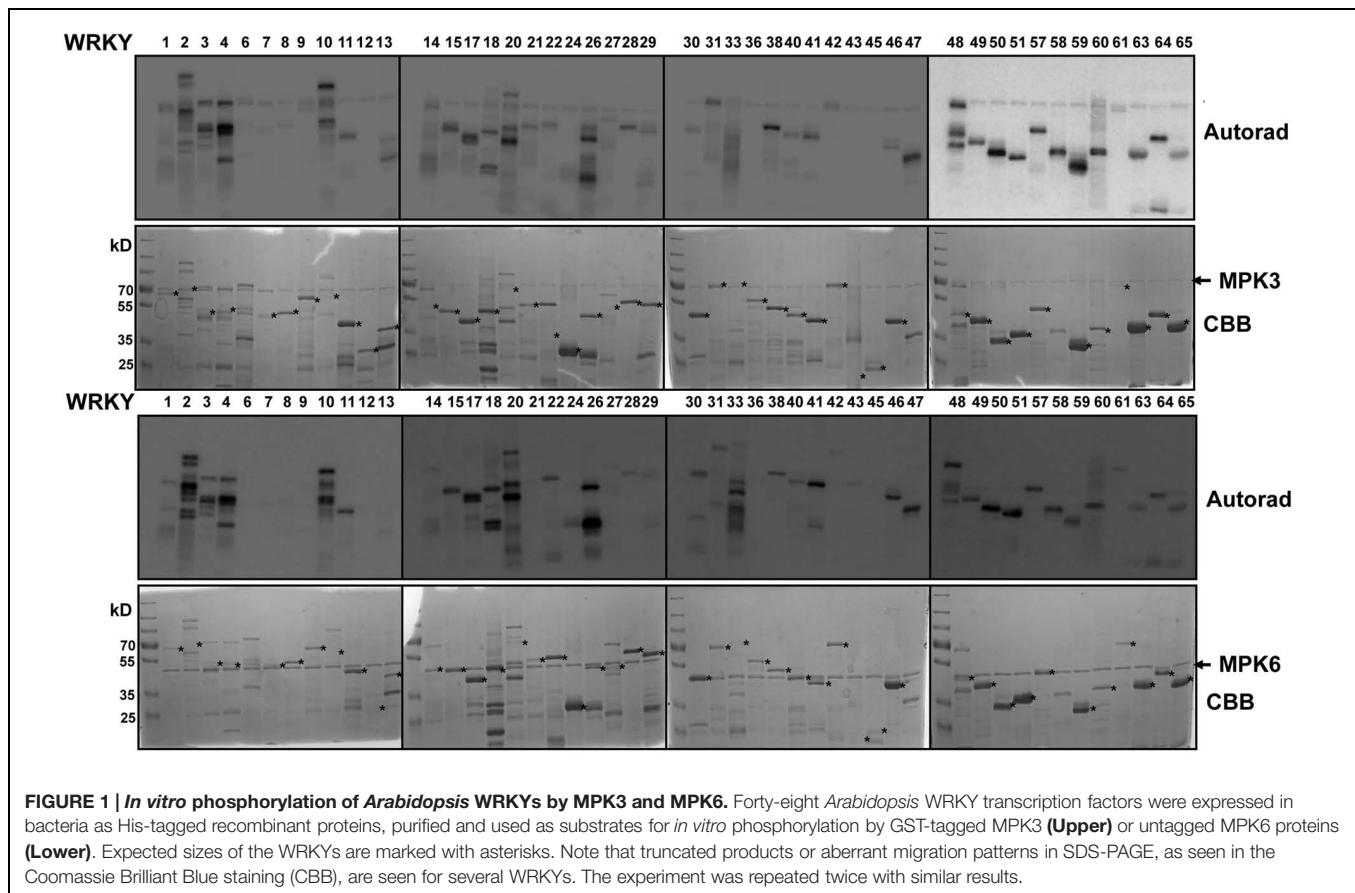 WRKY 1 2 3 4 6 7 8 9 10 11 12 13 14 15 17 18 20 21 22 24 26 27 28 29 30 31 33 36 38 40 41 42 43 45 46 47 48 49 50 51 57 58 59 60 61 63 64 65
Autorad
kD
MPK3
70
55
CBB
35
25
WRKY 1 2 3 4 6 7 8 9 10 11 12 13 14 15 17 18 20 21 22 24 26 27 28 29 30 31 33 36 38 40 41 42 43 45 46 47 48 49 50 51 57 58 59 60 61 63 64 65
Autorad
kD
70
55
MPK6
35
CBB
25
FIGURE 1 | In vitro phosphorylation of Arabidopsis WRKYs by MPK3 and MPK6. Forty-eight Arabidopsis WRKY transcription factors were expressed in
bacteria as His-tagged recombinant proteins, purified and used as substrates for in vitro phosphorylation by GST-tagged MPK3 (Upper) or untagged MPK6 proteins
(Lower). Expected sizes of the WRKYs are marked with asterisks. Note that truncated products or aberrant migration patterns in SDS-PAGE, as seen in the
Coomassie Brilliant Blue staining (CBB), are seen for several WRKYs. The experiment was repeated twice with similar results.